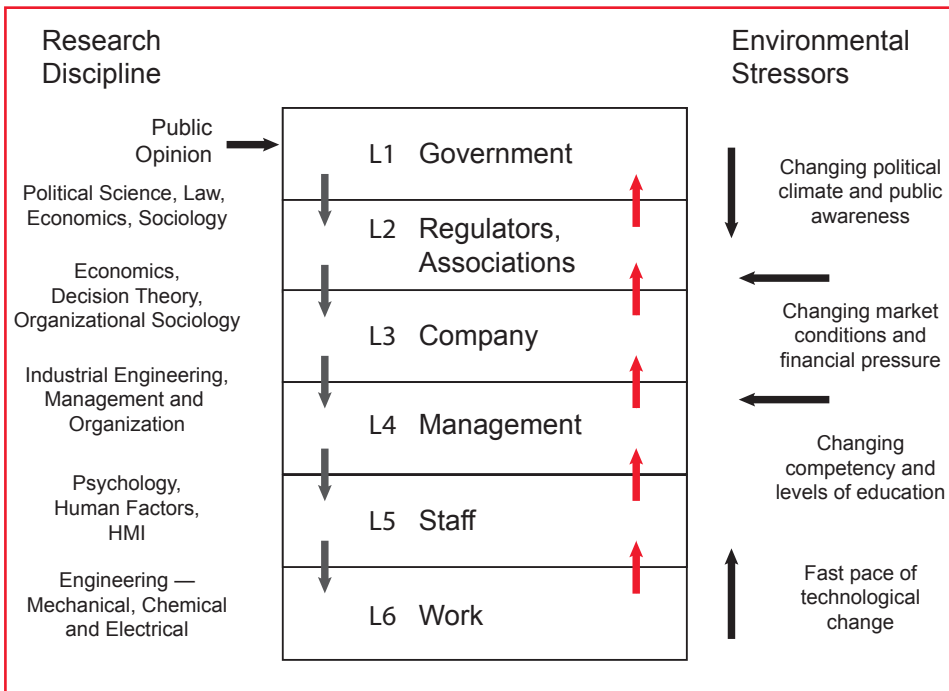 Research
Discipline
Environmental
Stressors
Public
Opinion
Political Science, Law,
Economics, Sociology
Economics,
Decision Theory,
Organizational Sociology
Industrial Engineering,
Management and
Organization
Psychology,
Human Factors,
HMI
Engineering —
Mechanical, Chemical
and Electrical
L1 Government
L2 Regulators,
Associations
L3 Company
L4 Management
L5 Staff
L6 Work
Changing political
climate and public
awareness
Changing market
conditions and
financial pressure
Changing
competency and
levels of education
Fast pace of
technological
change